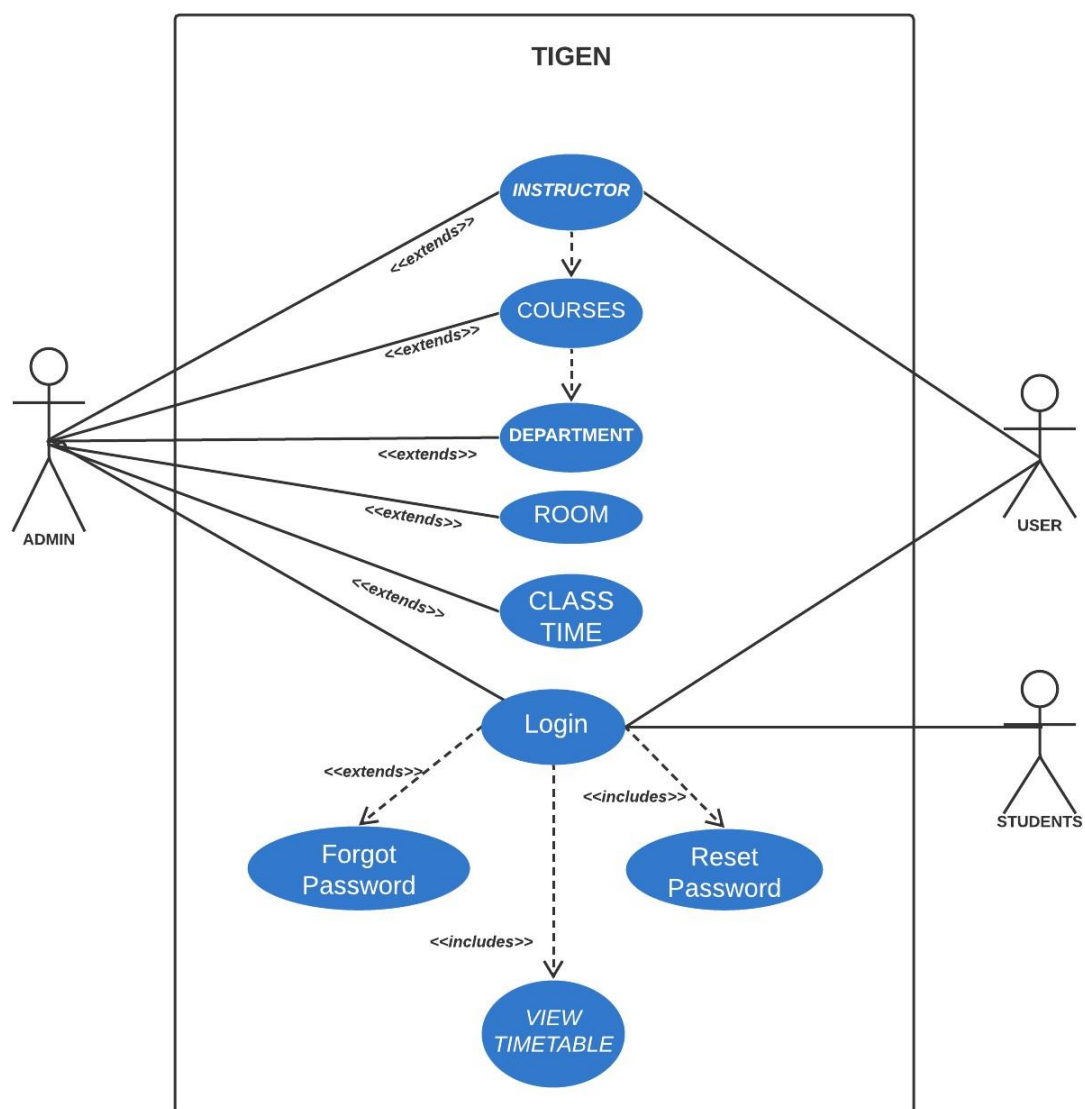 TIGEN
INSTRUCTOR
<<extends>>
COURSES
<<extends>>
DEPARTMENT
<<extends>>
ROOM
<<extends>>
ADMIN
USER
CLASS
TIME
<<extends>>
Login
<<extends>>
<<includes>>
STUDENTS
Forgot
Password
Reset
Password
<<includes>>
VIEW
TIMETABLE